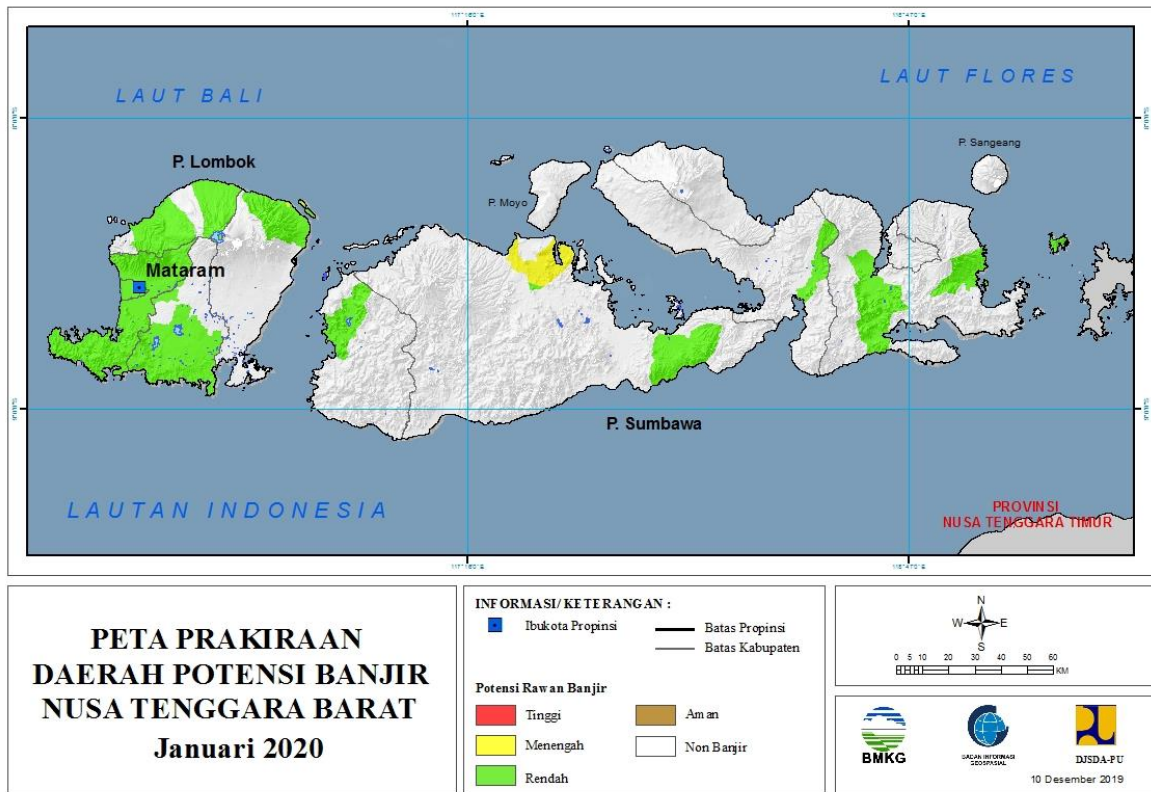 LAUT BALI
LAUT FLORES
P. Lombok
P. Sangeang
P. Moyo
Mataram
P. Sumbawa
LAUTAN INDONESIA
PROVINSI
NUSA TENGGARA TIMUR
PETA PRAKIRAAN
DAERAH POTENSI BANJIR
NUSA TENGGARA BARAT
Januari 2020
INFORMASI/ KETERANGAN :
Ibukota Propinsi
Batas Propinsi
Batas Kabupaten
Potensi Rawan Banjir
Tinggi
Aman
Menengah
Non Banjir
Rendah
N
W E
S
0 5 10 20 30 40 50 60
KM
BMKG
BADAN INFORMASI
GEOSPASIAL
DJSDA-PU
10 Desember 2019